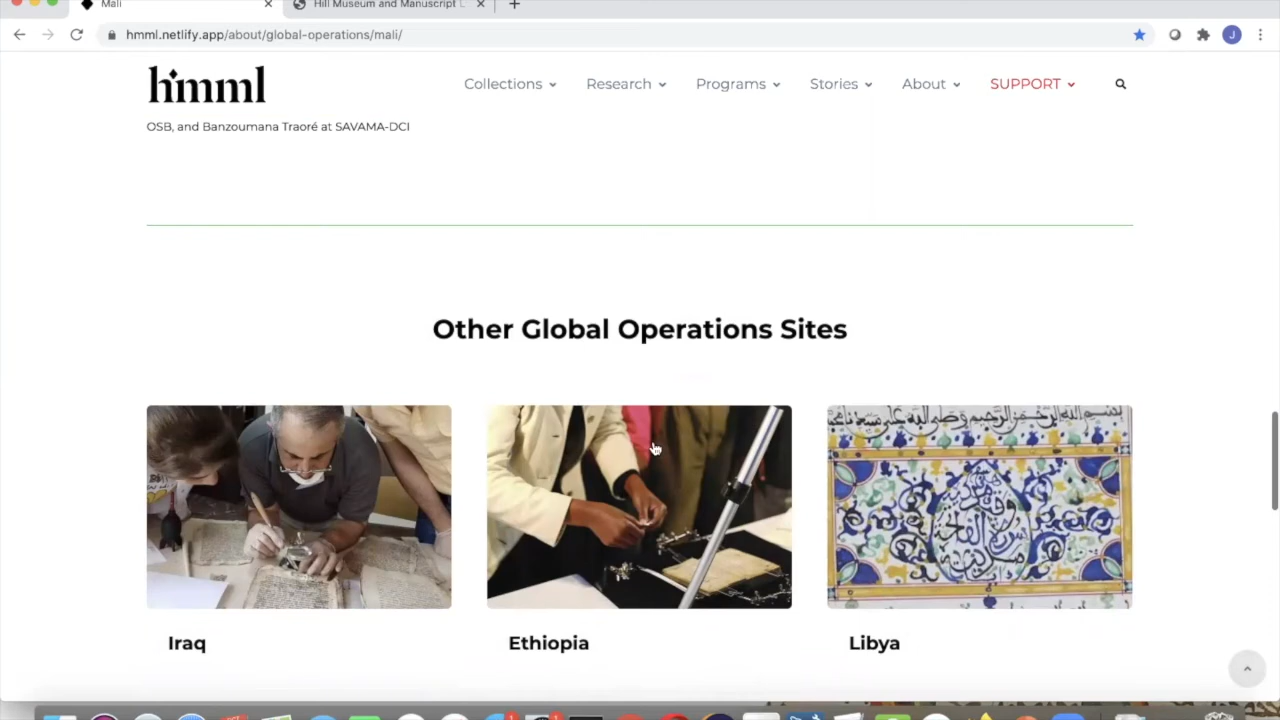 Mali
Hill Museum and Manuscript L
hmml.netlify.app/about/global-operations/mali/
J
hmml
Collections
Research
Programs
Stories
About
SUPPORT
OSB, and Banzoumana Traoré at SAVAMA-DCI
Other Global Operations Sites
Iraq
Ethiopia
Libya